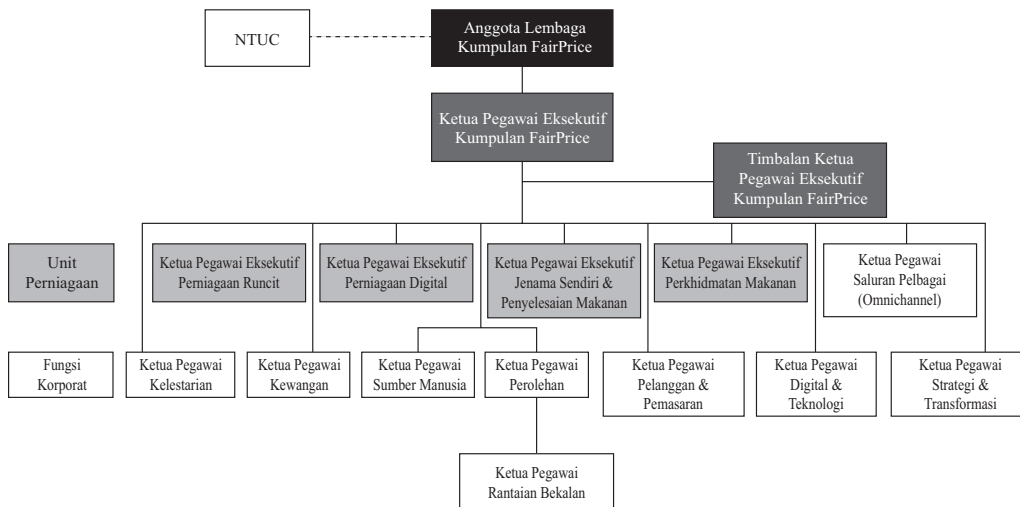 NTUC
Anggota Lembaga
Kumpulan FairPrice
Ketua Pegawai Eksekutif
Kumpulan FairPrice
Timbalan Ketua
Pegawai Eksekutif
Kumpulan FairPrice
Unit
Perniagaan
Ketua Pegawai Eksekutif
Perniagaan Runcit
Ketua Pegawai Eksekutif
Perniagaan Digital
Ketua Pegawai Eksekutif
Jenama Sendiri &
Penyelesaian Makanan
Ketua Pegawai Eksekutif
Perkhidmatan Makanan
Ketua Pegawai
Saluran Pelbagai
(Omnichannel)
Fungsi
Korporat
Ketua Pegawai
Kelestarian
Ketua Pegawai
Kewangan
Ketua Pegawai
Sumber Manusia
Ketua Pegawai
Perolehan
Ketua Pegawai
Pelanggan &
Pemasaran
Ketua Pegawai
Digital &
Teknologi
Ketua Pegawai
Strategi &
Transformasi
Ketua Pegawai
Rantaian Bekalan